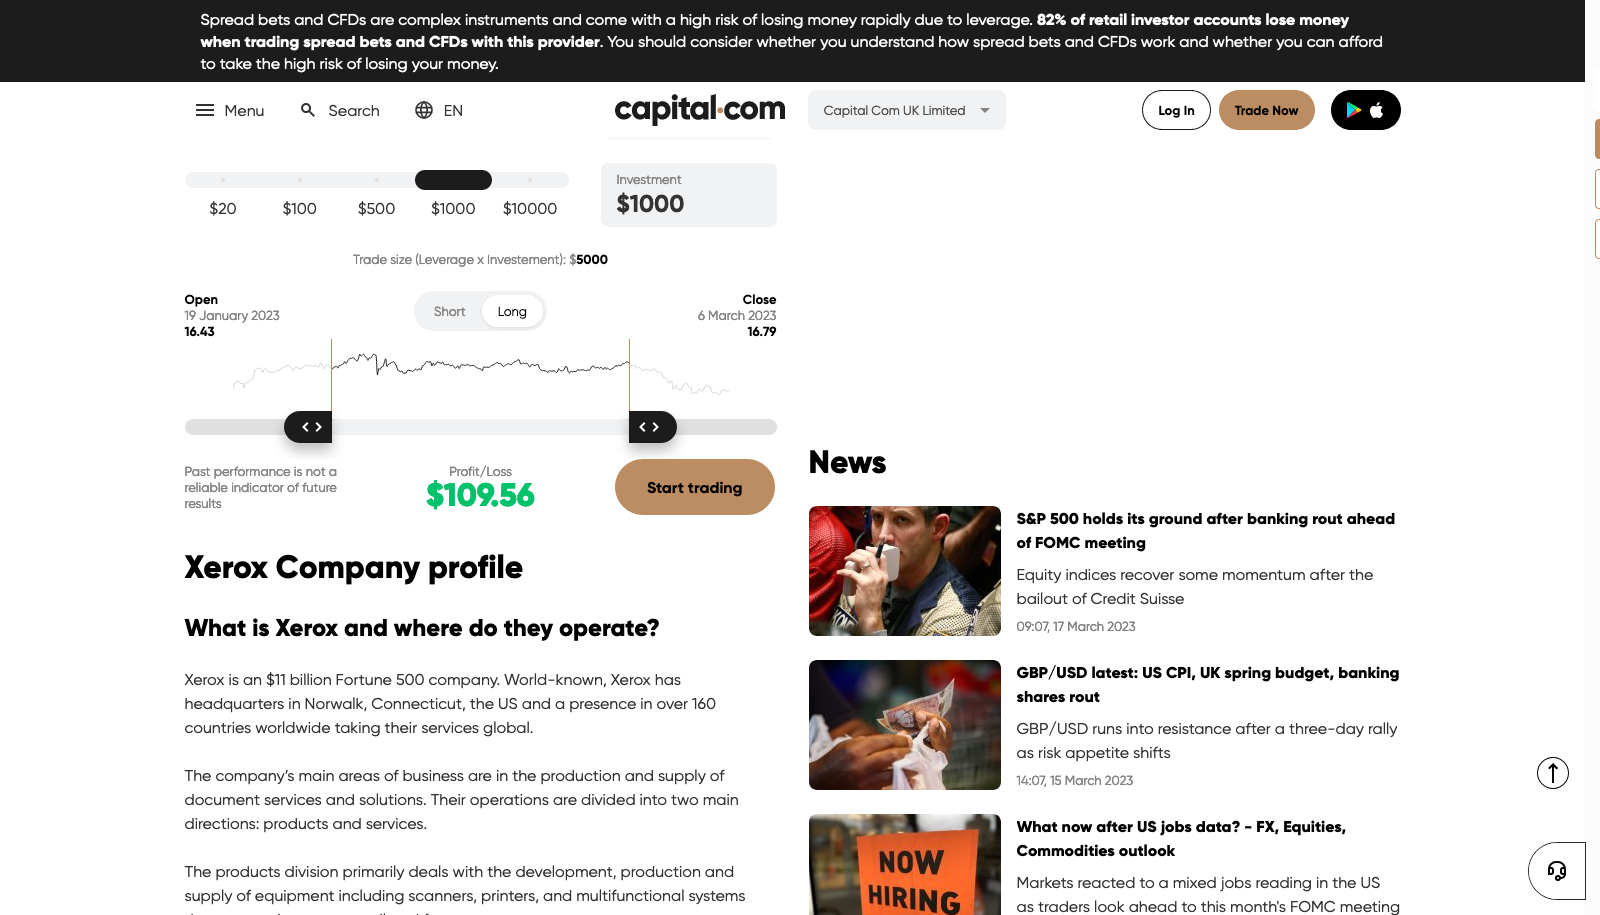 Spread bets and CFDs are complex instruments and come with a high risk of losing money rapidly due to leverage. 82% of retail investor accounts lose money
when trading spread bets and CFDs with this provider. You should consider whether you understand how spread bets and CFDs work and whether you can afford
to take the high risk of losing your money.
Menu
Search
EN
capital.com
Capital Com UK Limited
Log In
Trade Now
$20
$100
$500
$1000
$10000
Investment
$1000
Trade size (Leverage x Investement): $5000
Open
19 January 2023
16.43
Short
Long
Close
6 March 2023
16.79
Past performance is not a
reliable indicator of future
results
Profit/Loss
$109.56
Start trading
Xerox Company profile
What is Xerox and where do they operate?
Xerox is an $11 billion Fortune 500 company. World-known, Xerox has
headquarters in Norwalk, Connecticut, the US and a presence in over 160
countries worldwide taking their services global.
The company’s main areas of business are in the production and supply of
document services and solutions. Their operations are divided into two main
directions: products and services.
The products division primarily deals with the development, production and
supply of equipment including scanners, printers, and multifunctional systems
News
S&P 500 holds its ground after banking rout ahead
of FOMC meeting
Equity indices recover some momentum after the
bailout of Credit Suisse
09:07, 17 March 2023
GBP/USD latest: US CPI, UK spring budget, banking
shares rout
GBP/USD runs into resistance after a three-day rally
as risk appetite shifts
14:07, 15 March 2023
NOW
HIRING
What now after US jobs data? - FX, Equities,
Commodities outlook
Markets reacted to a mixed jobs reading in the US
as traders look ahead to this month's FOMC meeting